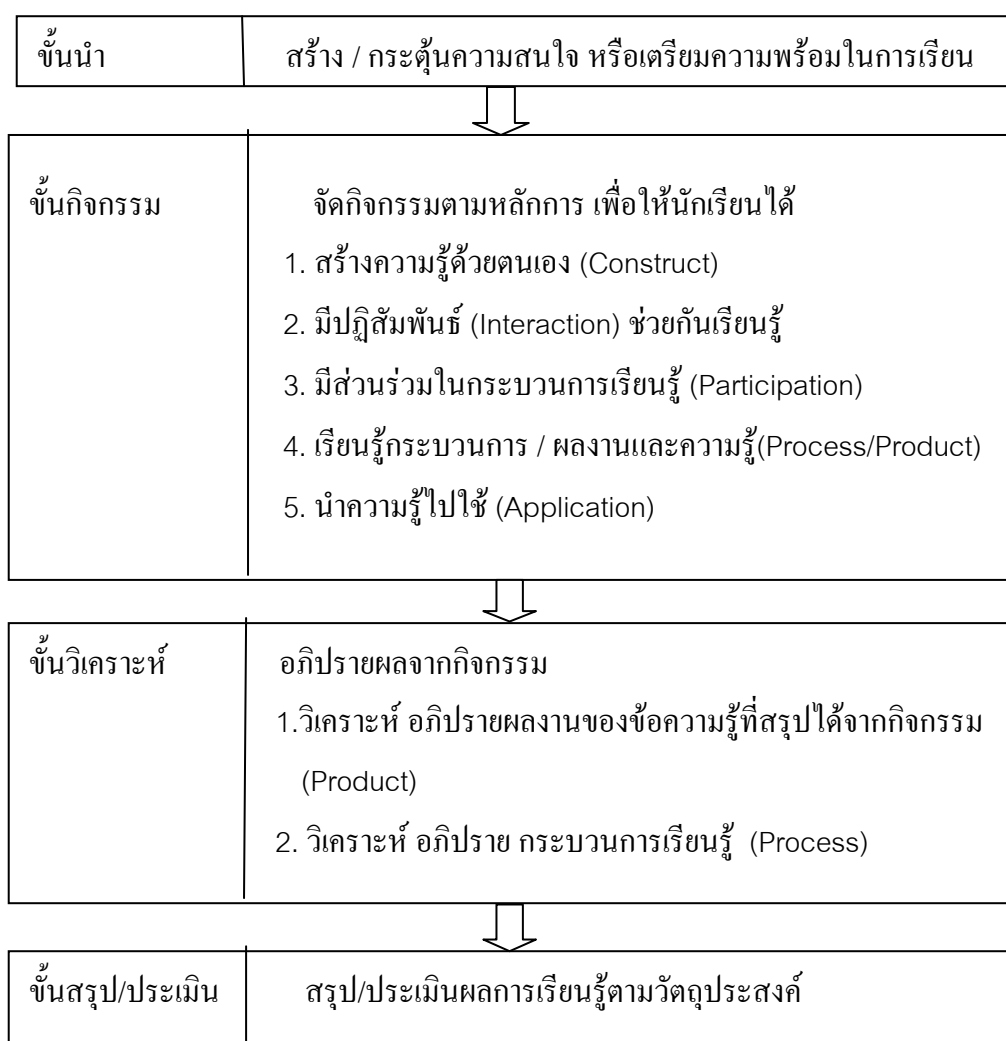 ขั้นนำ สร้าง / กระตุ้นความสนใจ หรือเตรียมความพร้อมในการเรียน
ขั้นกิจกรรม จัดกิจกรรมตามหลักการ เพื่อให้นักเรียนได้
1. สร้างความรู้ด้วยตนเอง (Construct)
2. มีปฏิสัมพันธ์ (Interaction) ช่วยกันเรียนรู้
3. มีส่วนร่วมในกระบวนการเรียนรู้ (Participation)
4. เรียนรู้กระบวนการ / ผลงานและความรู้(Process/Product)
5. นำความรู้ไปใช้ (Application)
ขั้นวิเคราะห์ อภิปรายผลจากกิจกรรม
1.วิเคราะห์ อภิปรายผลงานของข้อความรู้ที่สรุปได้จากกิจกรรม
(Product)
2. วิเคราะห์ อภิปราย กระบวนการเรียนรู้ (Process)
ขั้นสรุป/ประเมิน สรุป/ประเมินผลการเรียนรู้ตามวัตถุประสงค์